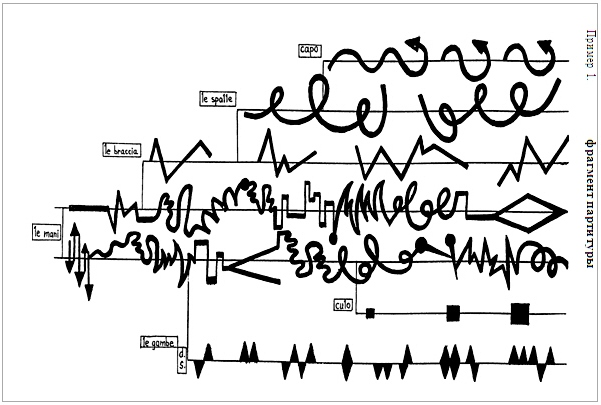 Пример 1.
фрагмент партитуры
capo
le spalle
le braccia
le mani
culo
le gambe
d.
s.